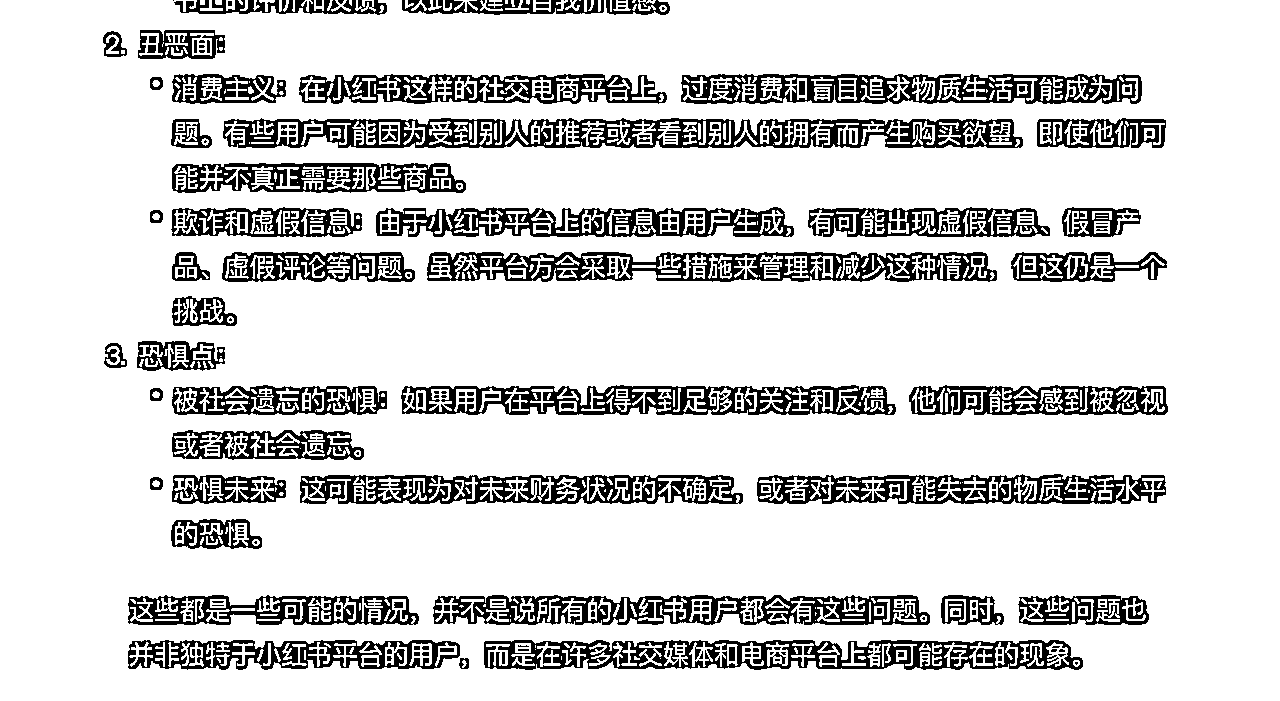 书上的评价和反馈，以此来建立自我价值感。
2. 丑恶面：
消费主义：在小红书这样的社交电商平台上，过度消费和盲目追求物质生活可能成为问
题。有些用户可能因为受到别人的推荐或者看到别人的拥有而产生购买欲望，即使他们可
能并不真正需要那些商品。
欺诈和虚假信息：由于小红书平台上的信息由用户生成，有可能出现虚假信息、假冒产
品、虚假评论等问题。虽然平台方会采取一些措施来管理和减少这种情况，但这仍是一个
挑战。
3. 恐惧点：
被社会遗忘的恐惧：如果用户在平台上得不到足够的关注和反馈，他们可能会感到被忽视
或者被社会遗忘。
恐惧未来：这可能表现为对未来财务状况的不确定，或者对未来可能失去的物质生活水平
的恐惧。
这些都是一些可能的情况，并不是说所有的小红书用户都会有这些问题。同时，这些问题也
并非独特于小红书平台的用户，而是在许多社交媒体和电商平台上都可能存在的现象。